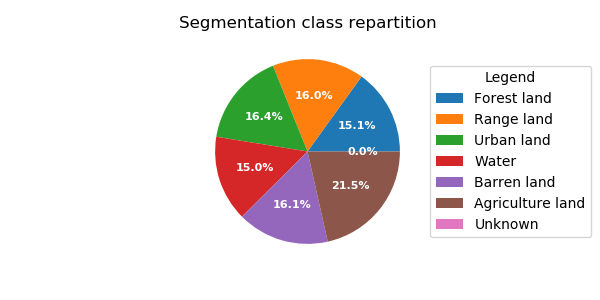 Segmentation class repartition
16.0%
15.1%
16.4%
0.0%
15.0%
21.5%
16.1%
Legend
Forest land
Range land
Urban land
Water
Barren land
Agriculture land
Unknown